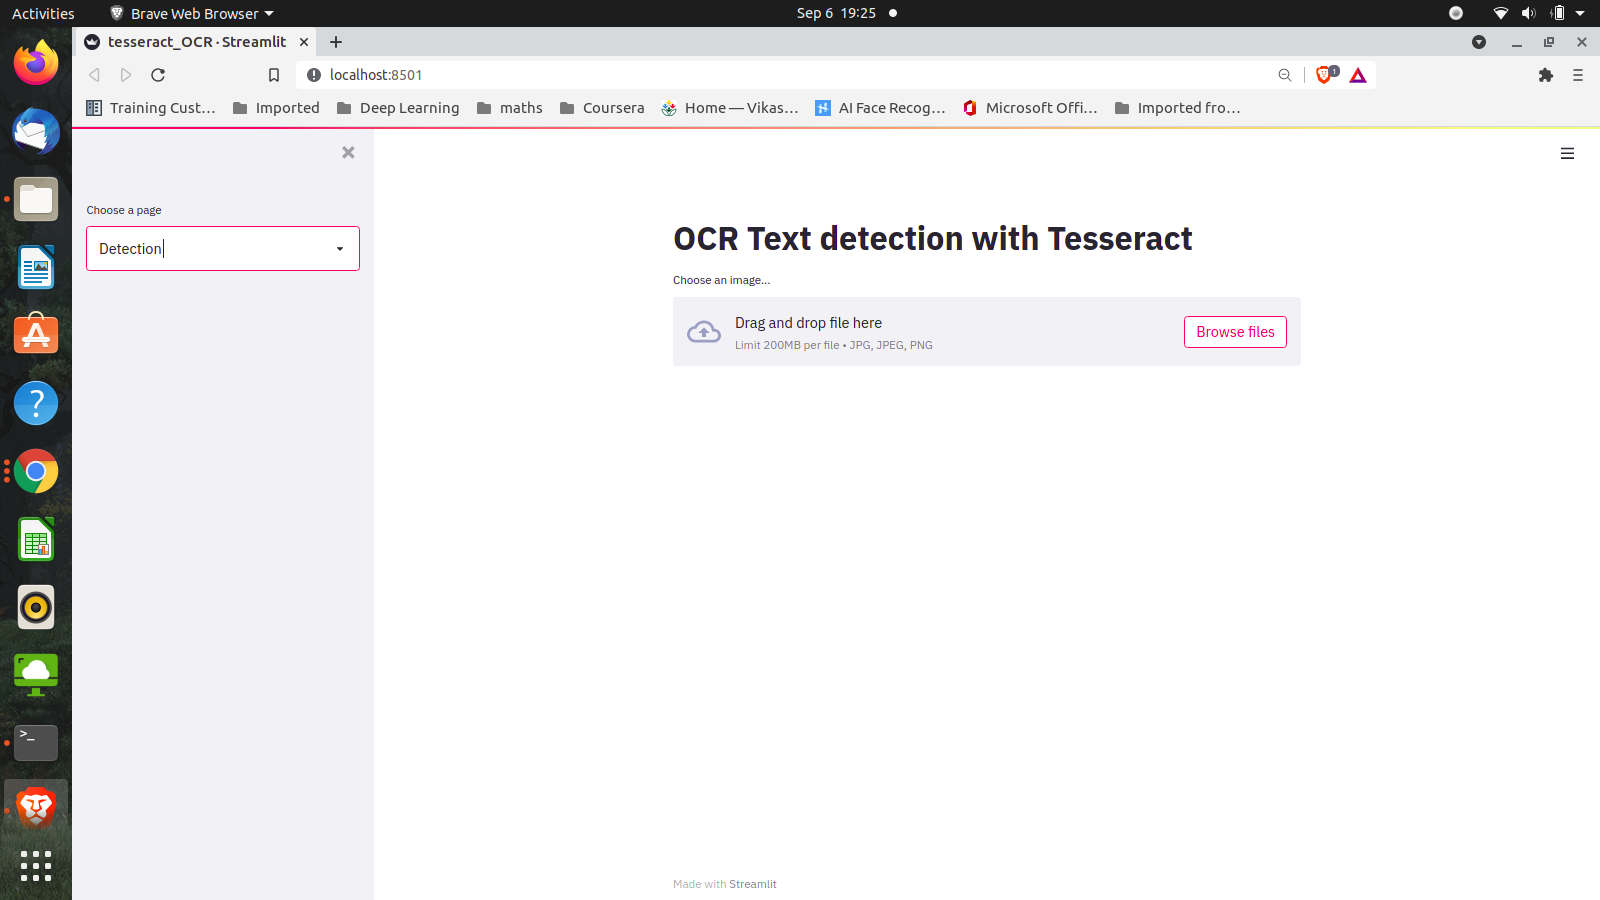 Activities
Brave Web Browser
Sep 6 19:25
tesseract_OCR · Streamlit
localhost:8501
1
Training Cust…
Imported
Deep Learning
maths
Coursera
Home — Vikas…
AI Face Recog…
Microsoft Offi…
Imported fro…
Choose a page
Detection
OCR Text detection with Tesseract
Choose an image...
Drag and drop file here
Limit 200MB per file • JPG, JPEG, PNG
Browse files
Made with Streamlit